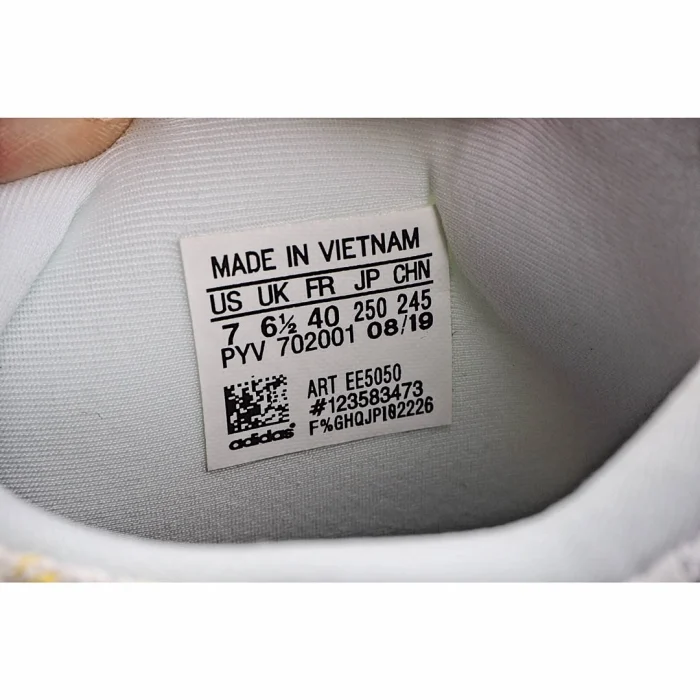 MADE IN VIETNAM
US UK FR JP CHN
7 6½ 40 250 245
PYV 702001 08/19
ART EE5050
#123583473
F%GHQJPI02226
adidas